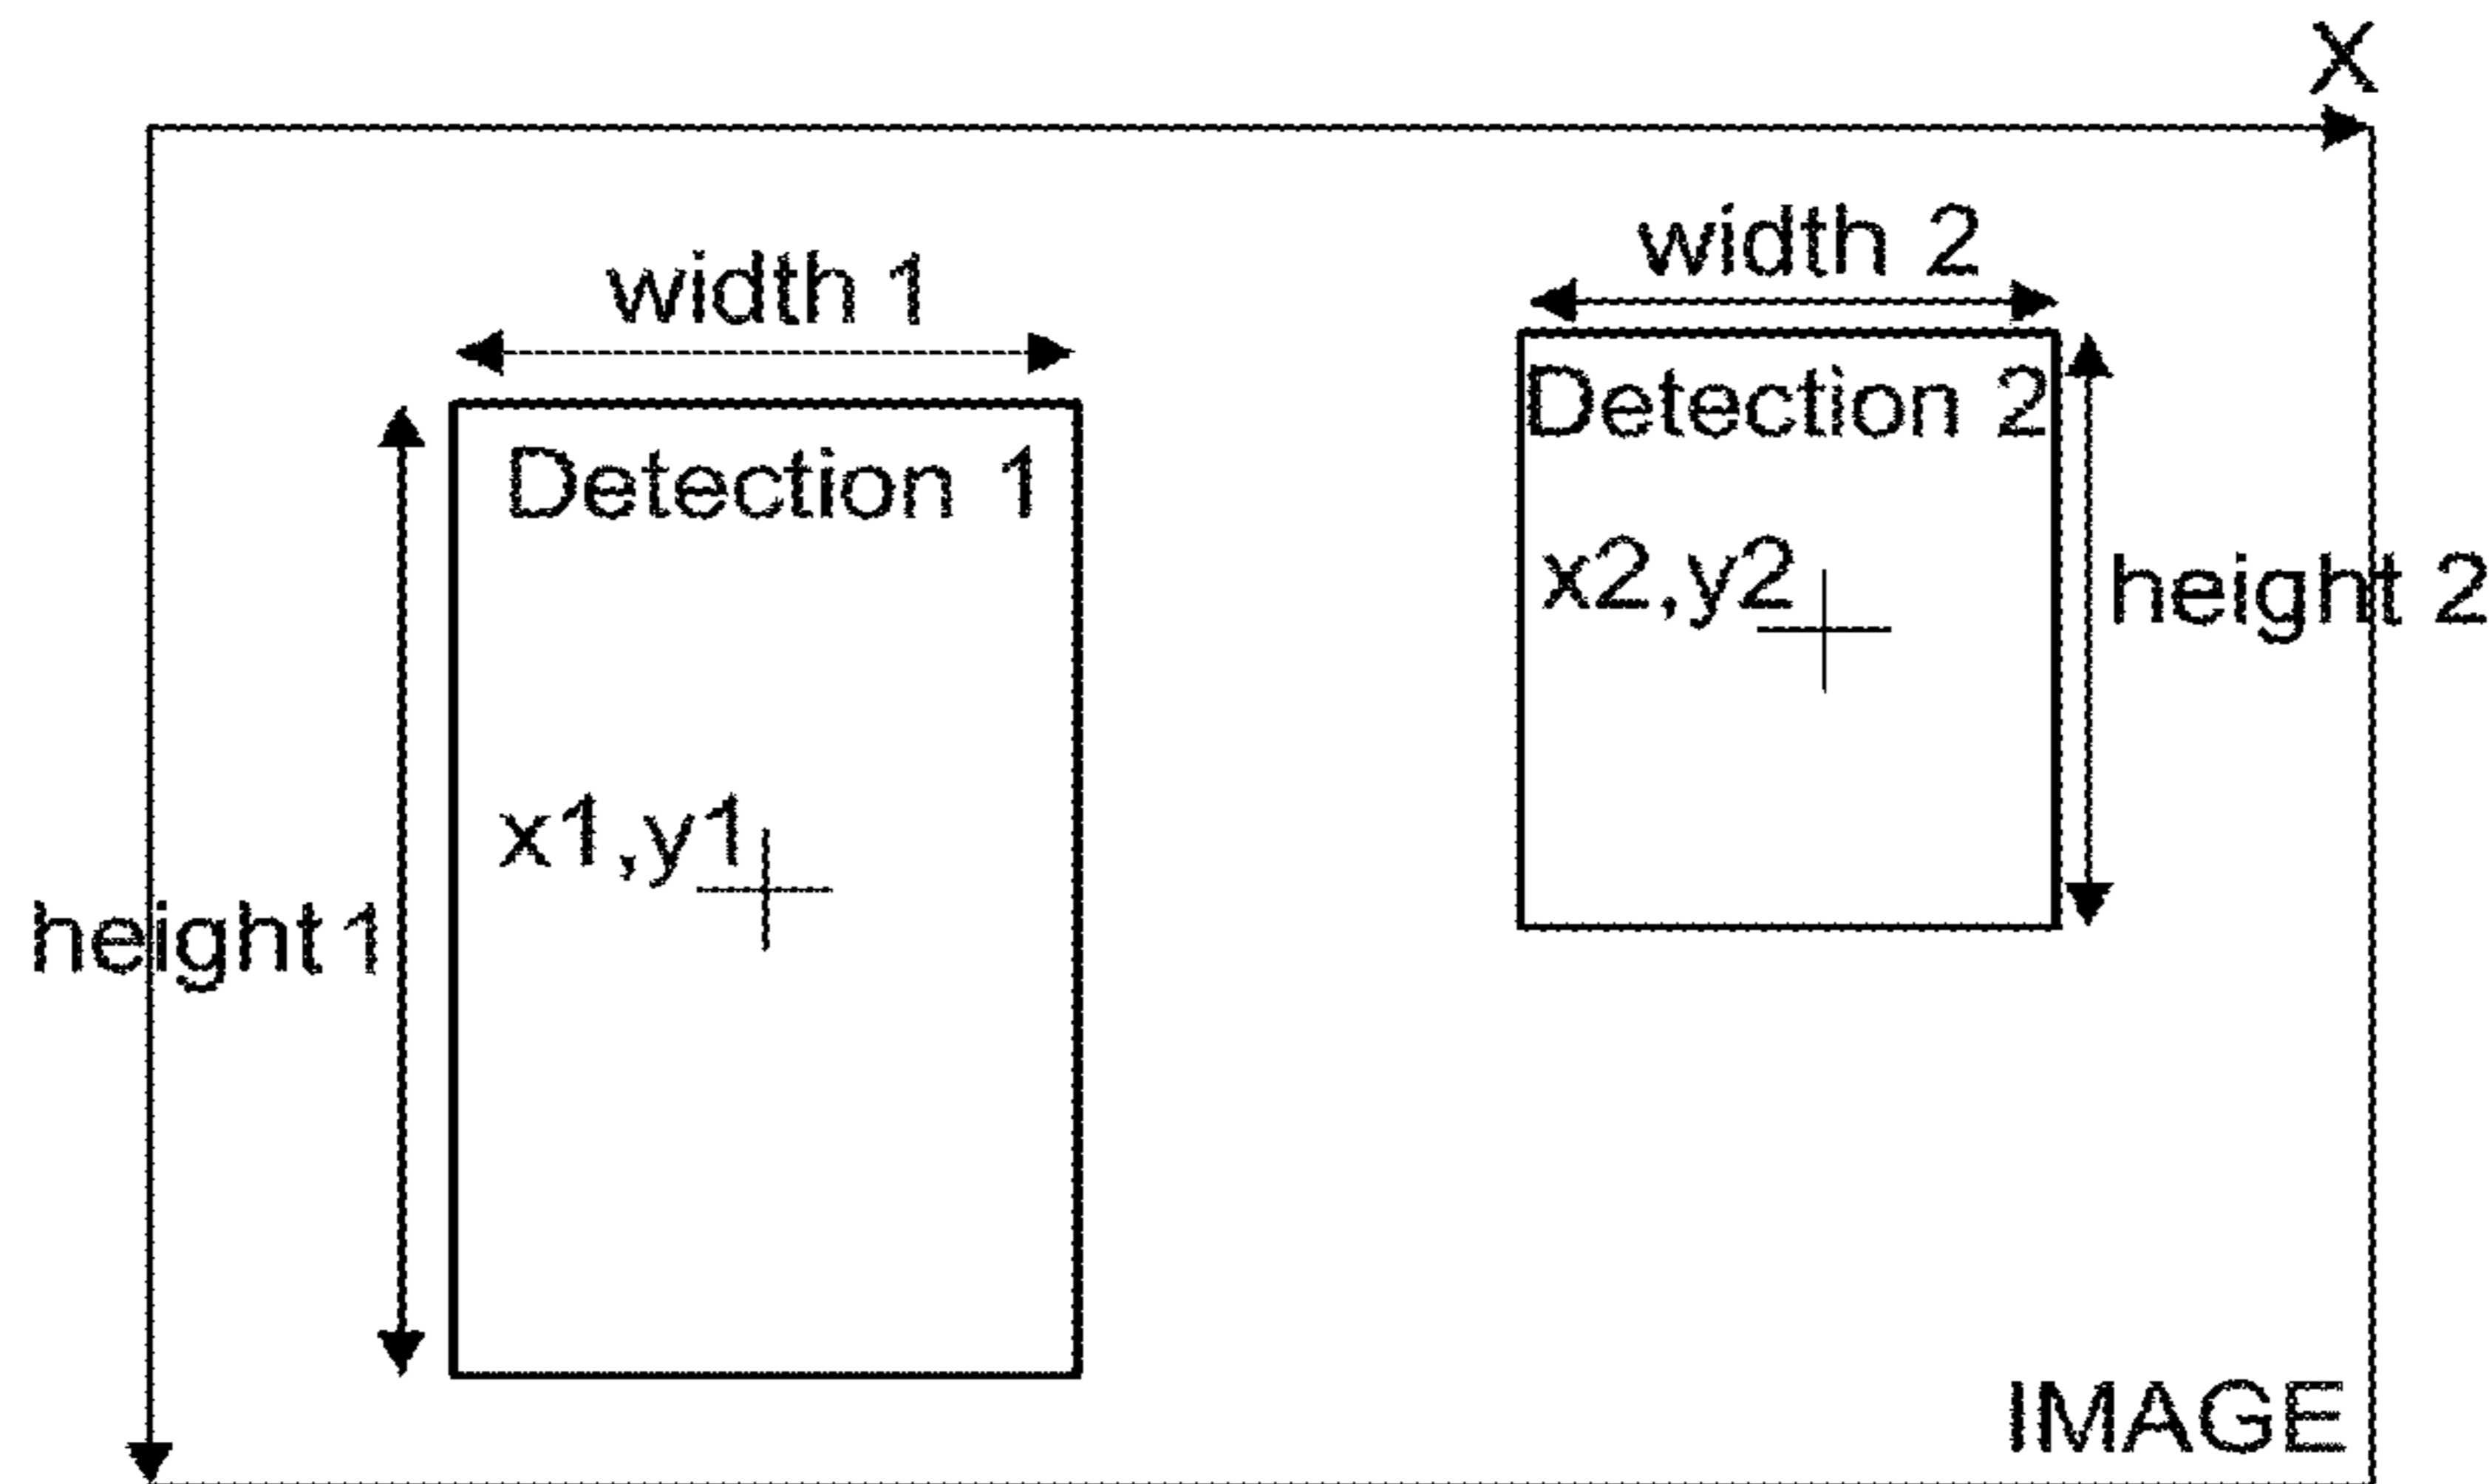 X
width 1
width 2
Detection 1
Detection 2
x1,y1
x2,y2
height 1
height 2
IMAGE